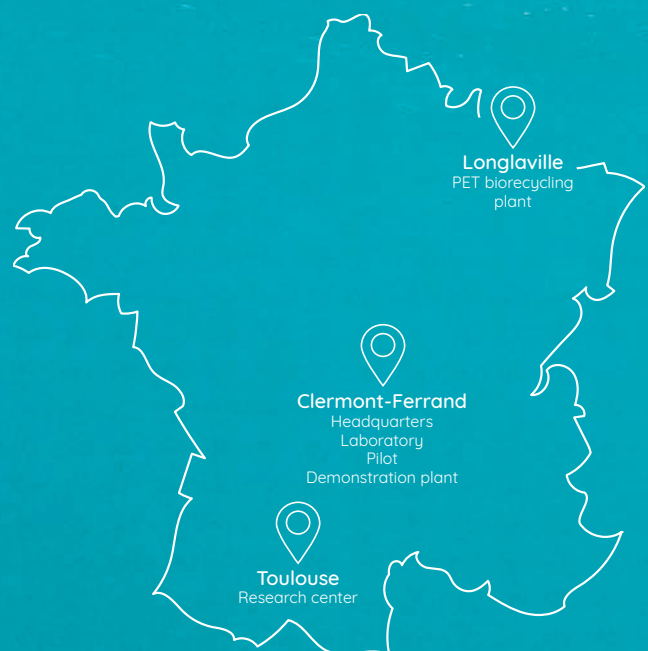 Longlaville
PET biorecycling
plant
Clermont-Ferrand
Headquarters
Laboratory
Pilot
Demonstration plant
Toulouse
Research center